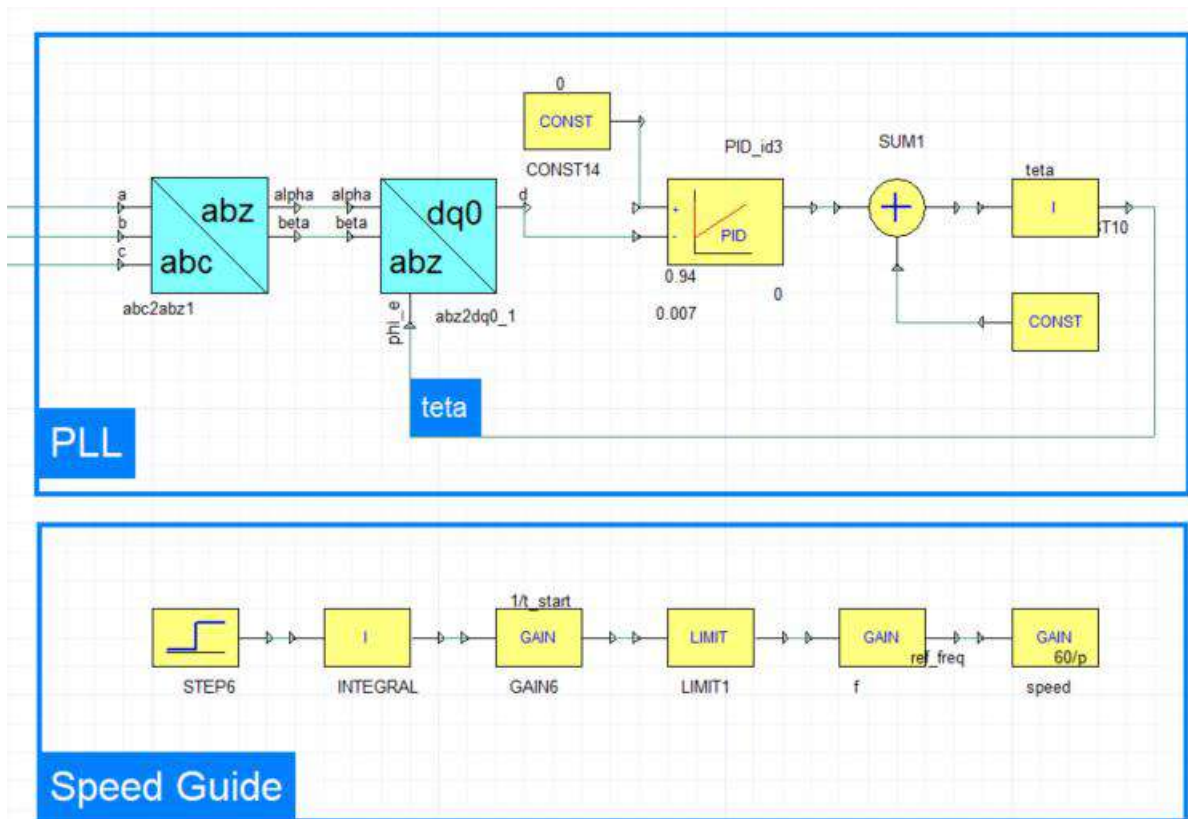 0
CONST
CONST14
PID_id3
SUM1
teta
a
b
c
abz
abc
abc2abz1
alpha
beta
alpha
beta
dq0
abz
d
phi_e
abz2dq0_1
+
-
PID
0.94
0
0.007
+
I
ST10
CONST
teta
PLL
1/t_start
I
GAIN
LIMIT
GAIN
ref_freq
GAIN
60/p
STEP6
INTEGRAL
GAIN6
LIMIT1
f
speed
Speed Guide